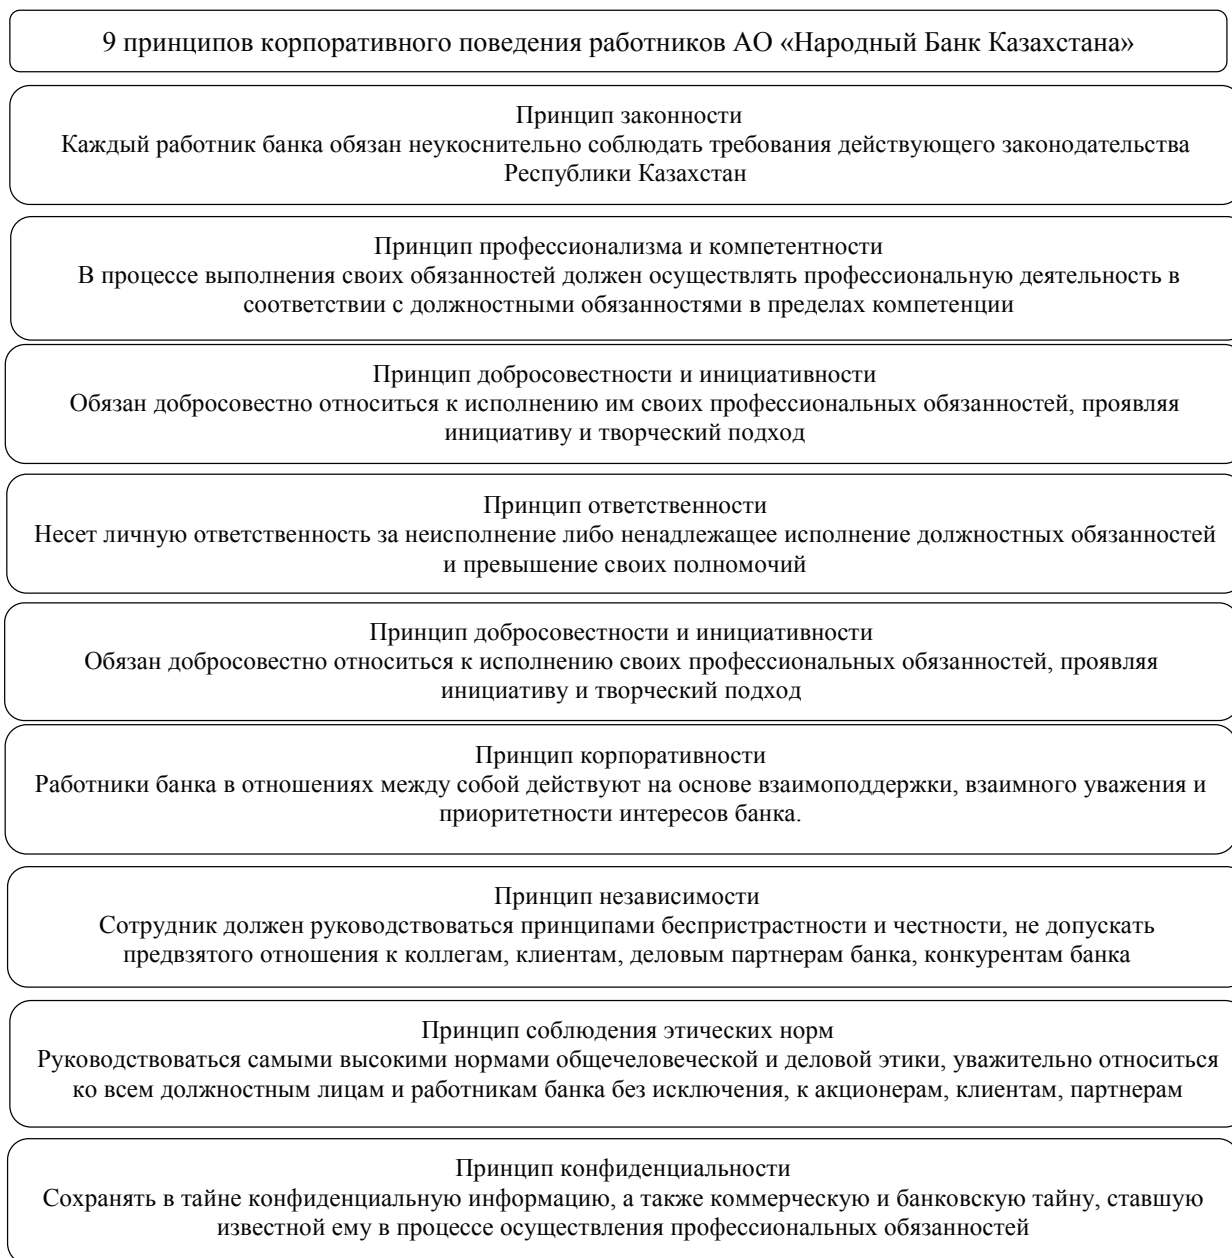 9 принципов корпоративного поведения работников АО «Народный Банк Казахстана»
Принцип законности
Каждый работник банка обязан неукоснительно соблюдать требования действующего законодательства
Республики Казахстан
Принцип профессионализма и компетентности
В процессе выполнения своих обязанностей должен осуществлять профессиональную деятельность в
соответствии с должностными обязанностями в пределах компетенции
Принцип добросовестности и инициативности
Обязан добросовестно относиться к исполнению им своих профессиональных обязанностей, проявляя
инициативу и творческий подход
Принцип ответственности
Несет личную ответственность за неисполнение либо ненадлежащее исполнение должностных обязанностей
и превышение своих полномочий
Принцип добросовестности и инициативности
Обязан добросовестно относиться к исполнению своих профессиональных обязанностей, проявляя
инициативу и творческий подход
Принцип корпоративности
Работники банка в отношениях между собой действуют на основе взаимоподдержки, взаимного уважения и
приоритетности интересов банка.
Принцип независимости
Сотрудник должен руководствоваться принципами беспристрастности и честности, не допускать
предвзятого отношения к коллегам, клиентам, деловым партнерам банка, конкурентам банка
Принцип соблюдения этических норм
Руководствоваться самыми высокими нормами общечеловеческой и деловой этики, уважительно относиться
ко всем должностным лицам и работникам банка без исключения, к акционерам, клиентам, партнерам
Принцип конфиденциальности
Сохранять в тайне конфиденциальную информацию, а также коммерческую и банковскую тайну, ставшую
известной ему в процессе осуществления профессиональных обязанностей